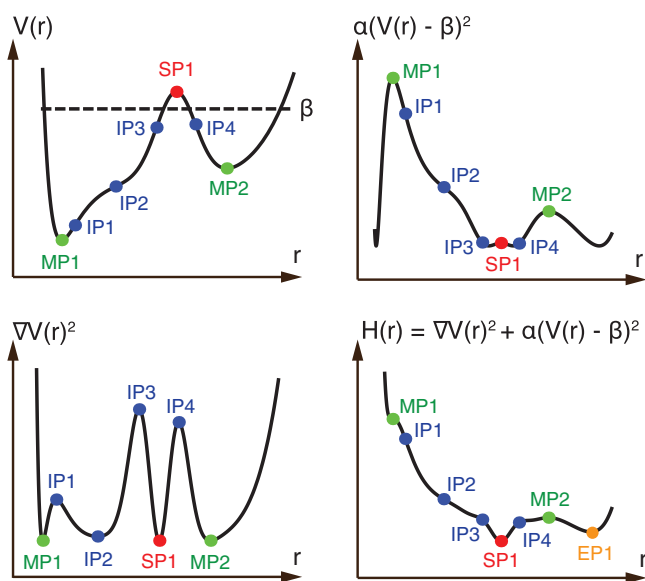 V(r)
SP1
β
IP3
IP4
IP2
MP2
IP1
MP1
r
α(V(r) - β)²
MP1
IP1
IP2
MP2
IP3
IP4
SP1
r
∇V(r)²
IP3
IP4
IP1
MP1
IP2
SP1
MP2
r
H(r) = ∇V(r)² + α(V(r) - β)²
MP1
IP1
IP2
MP2
IP3
IP4
SP1
EP1
r